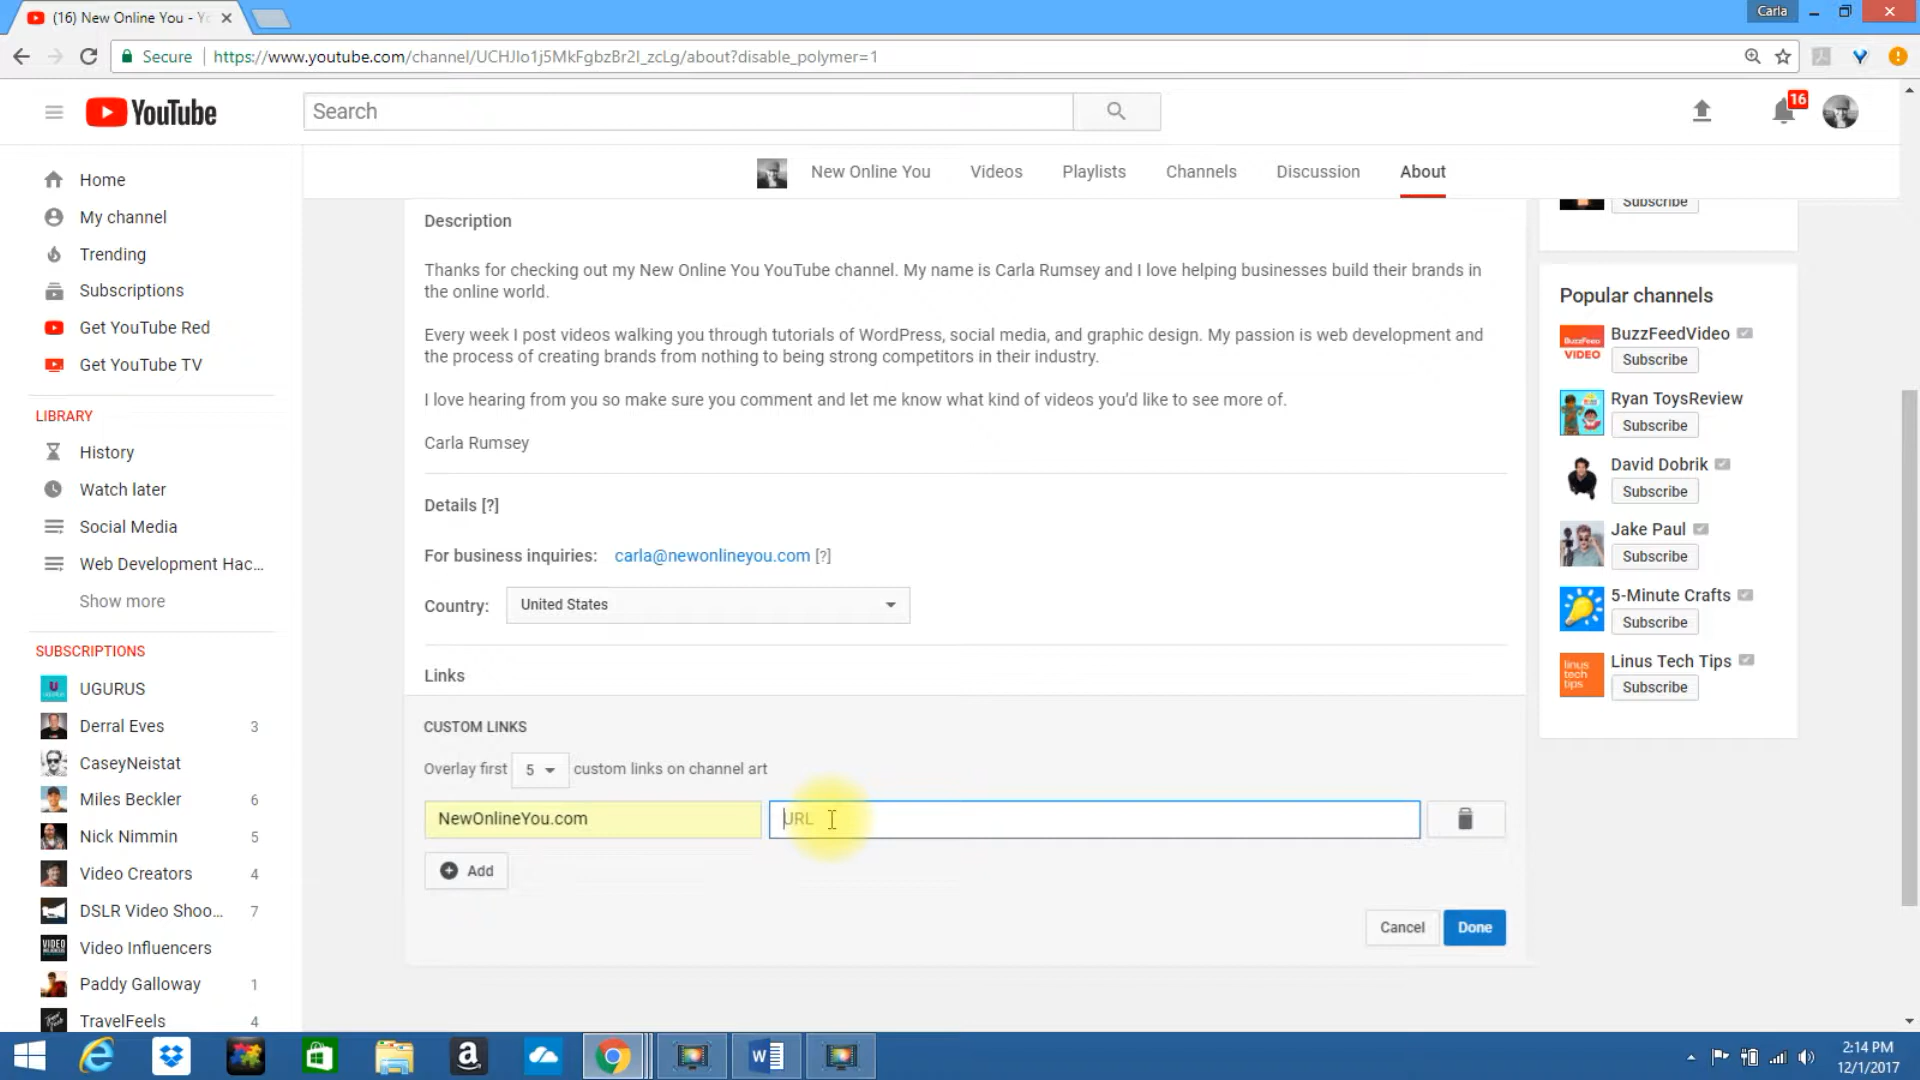 (16) New Online You - Yo
Carla
Secure
https://www.youtube.com/channel/UCHJIo1j5MkFgbzBr2I_zcLg/about?disable_polymer=1
YouTube
Search
16
New Online You
Videos
Playlists
Channels
Discussion
About
Home
My channel
Trending
Subscriptions
Get YouTube Red
Get YouTube TV
LIBRARY
History
Watch later
Social Media
Web Development Hac...
Show more
SUBSCRIPTIONS
UGURUS
Derral Eves 3
CaseyNeistat
Miles Beckler 6
Nick Nimmin 5
Video Creators 4
DSLR Video Shoo... 7
Video Influencers
Paddy Galloway 1
TravelFeels 4
Description
Thanks for checking out my New Online You YouTube channel. My name is Carla Rumsey and I love helping businesses build their brands in
the online world.
Every week I post videos walking you through tutorials of WordPress, social media, and graphic design. My passion is web development and
the process of creating brands from nothing to being strong competitors in their industry.
I love hearing from you so make sure you comment and let me know what kind of videos you'd like to see more of.
Carla Rumsey
Details [?]
For business inquiries: carla@newonlineyou.com [?]
Country: United States
Links
CUSTOM LINKS
Overlay first 5 custom links on channel art
NewOnlineYou.com
URL
Add
Cancel
Done
Subscribe
Popular channels
BuzzFeed
VIDEO
BuzzFeedVideo
Subscribe
Ryan ToysReview
Subscribe
David Dobrik
Subscribe
Jake Paul
Subscribe
5-Minute Crafts
Subscribe
linus
tech
tips
Linus Tech Tips
Subscribe
2:14 PM
12/1/2017